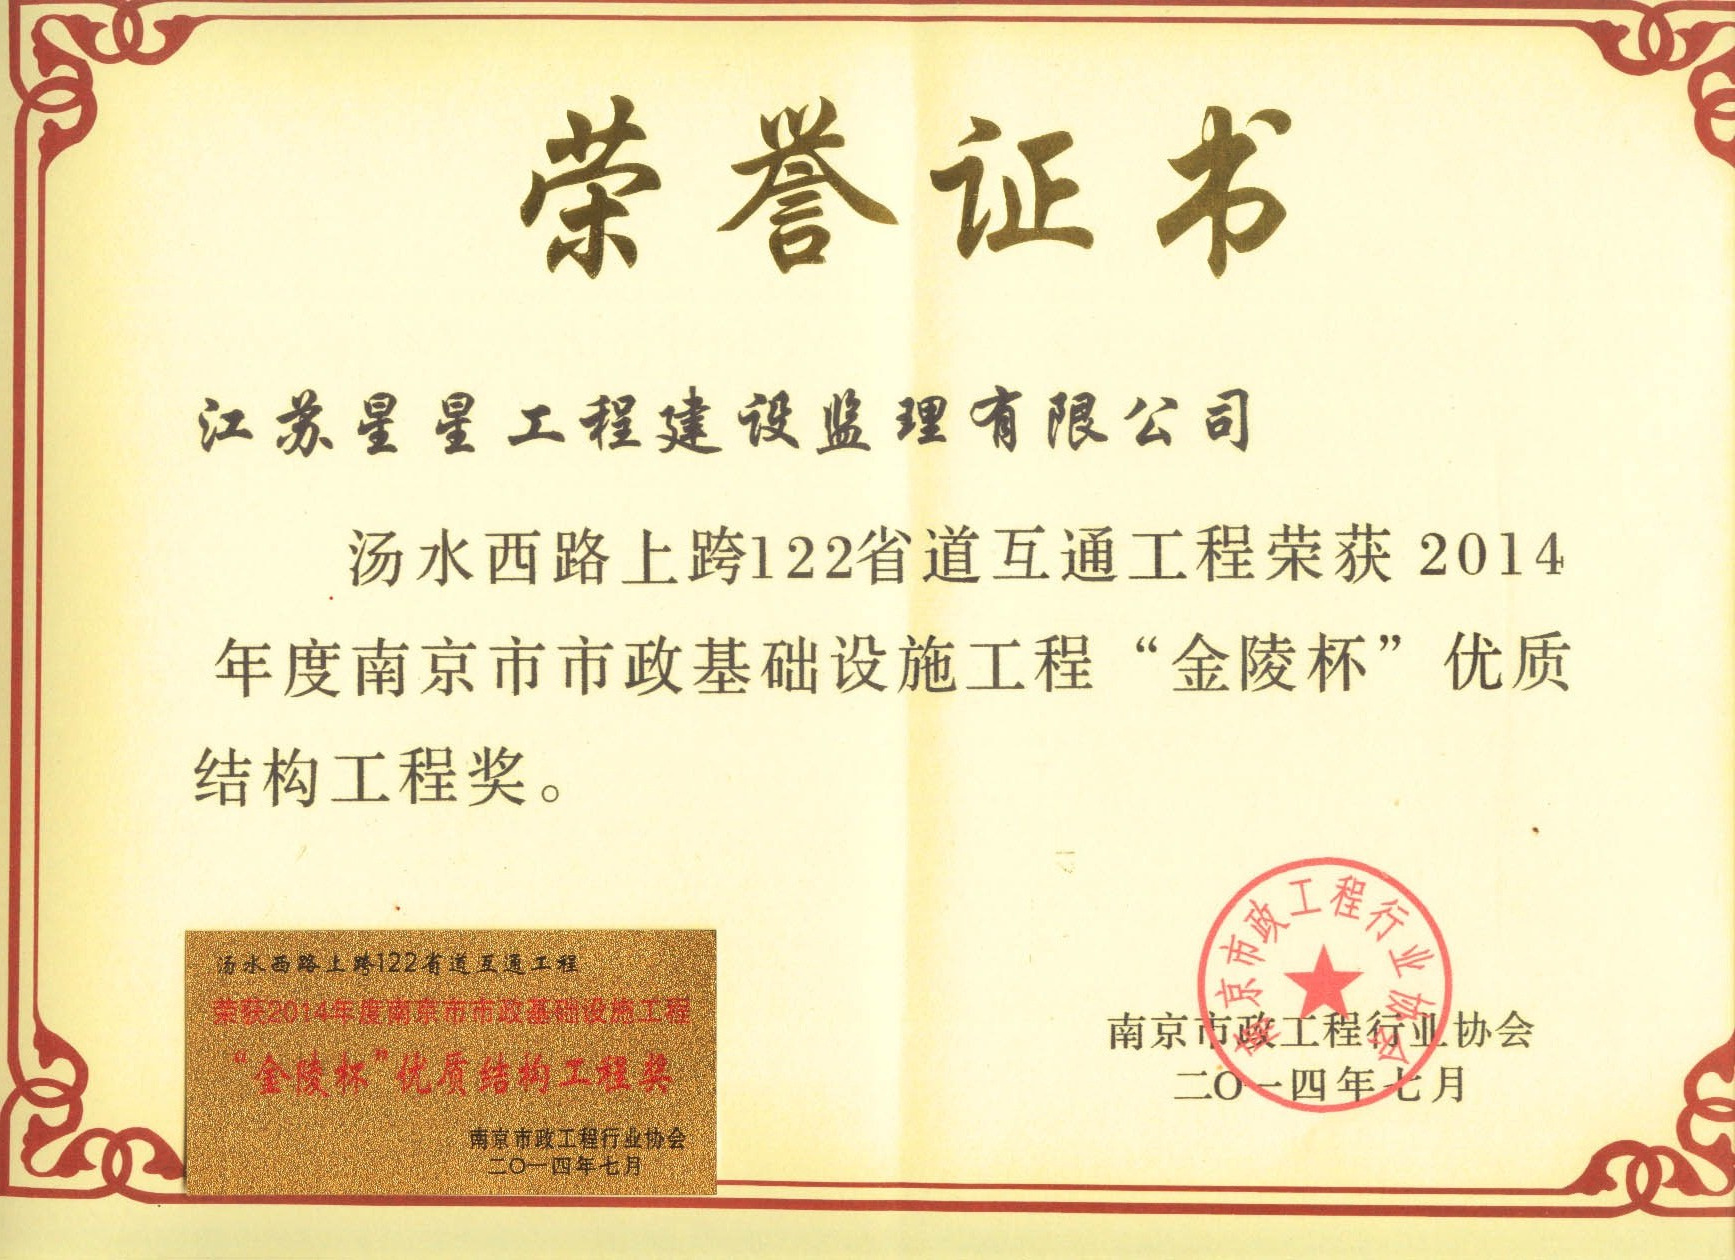 荣誉证书
江苏星星工程建设监理有限公司
汤水西路上跨122省道互通工程荣获 2014
年度南京市市政基础设施工程“金陵杯”优质
结构工程奖。
汤水西路上跨122省道互通工程
荣获2014年度南京市市政基础设施工程
“金陵杯”优质结构工程奖
南京市政工程行业协会
二〇一四年七月
南京市政工程行业协会
南京市政工程行业协会
二〇一四年七月